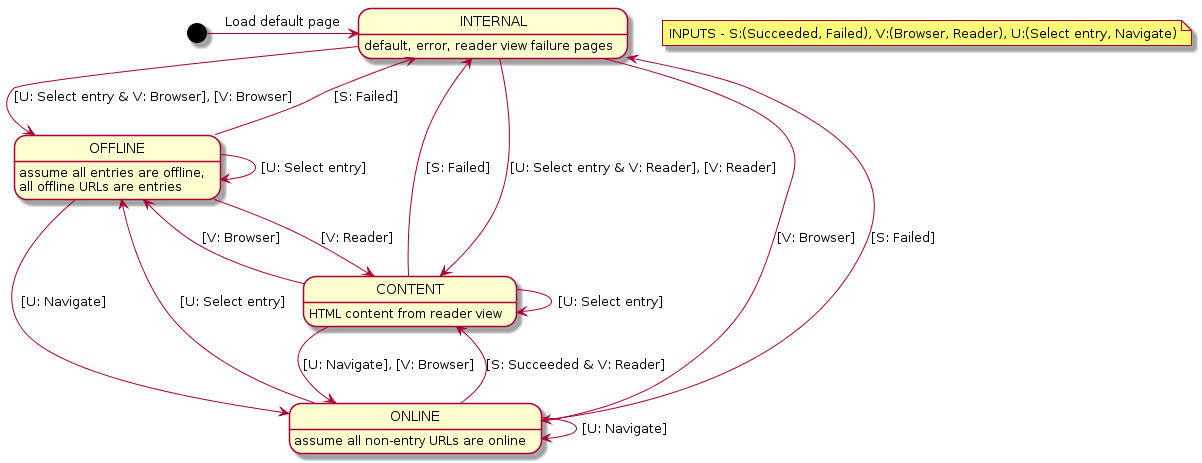 Load default page
INTERNAL
default, error, reader view failure pages
INPUTS - S:(Succeeded, Failed), V:(Browser, Reader), U:(Select entry, Navigate)
[U: Select entry & V: Browser], [V: Browser]
[S: Failed]
OFFLINE
assume all entries are offline,
all offline URLs are entries
[U: Select entry]
[S: Failed]
[U: Select entry & V: Reader], [V: Reader]
[V: Browser]
[V: Reader]
[V: Browser]
[S: Failed]
CONTENT
HTML content from reader view
[U: Select entry]
[U: Navigate]
[U: Select entry]
[U: Navigate], [V: Browser]
[S: Succeeded & V: Reader]
ONLINE
assume all non-entry URLs are online
[U: Navigate]